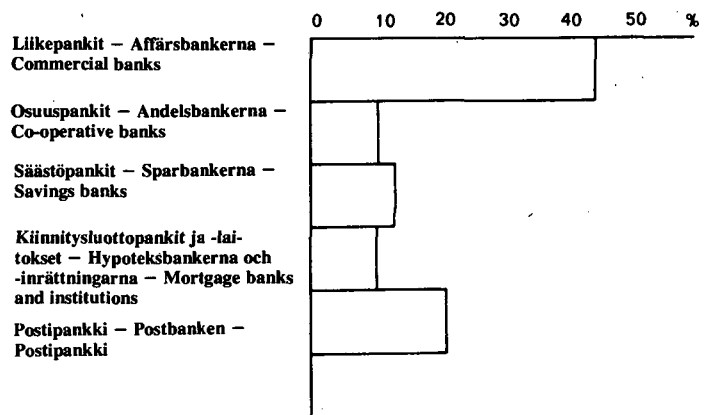 0 10 20 30 40 50 %
Liikepankit — Affärsbankerna —
Commercial banks
Osuuspankit — Andelsbankerna —
Co-operative banks
Säästöpankit — Sparbankerna —
Savings banks
Kiinnitysluottopankit ja -lai-
tokset — Hypoteksbankerna och
-inrättningarna — Mortgage banks
and institutions
Postipankki — Postbanken —
Postipankki